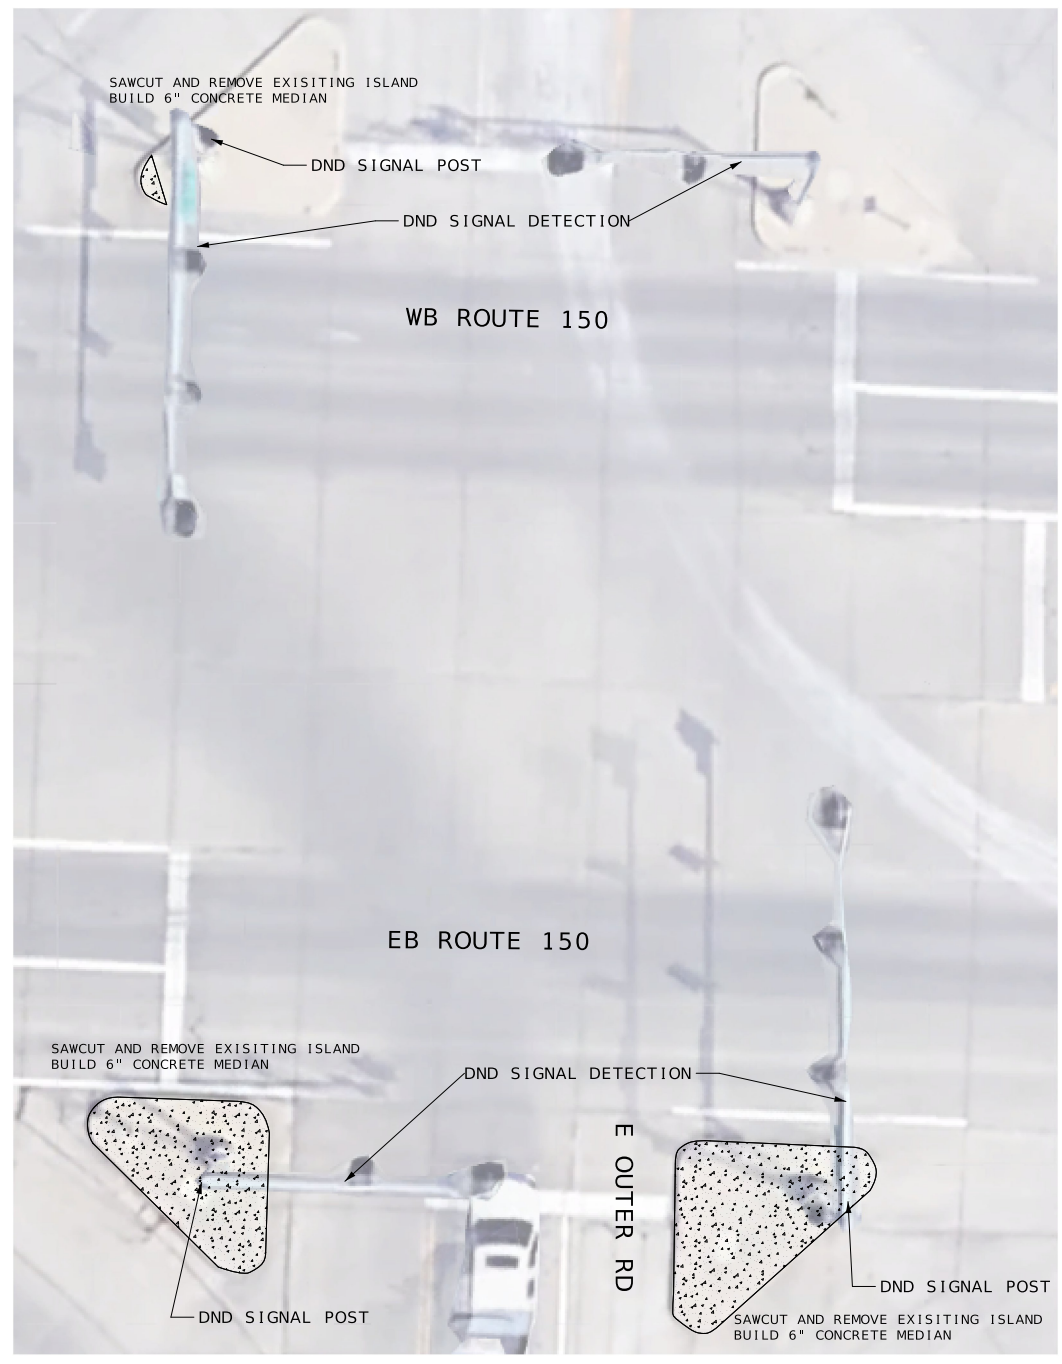 SAWCUT AND REMOVE EXISITING ISLAND
BUILD 6" CONCRETE MEDIAN
DND SIGNAL POST
DND SIGNAL DETECTION
WB ROUTE 150
EB ROUTE 150
SAWCUT AND REMOVE EXISITING ISLAND
BUILD 6" CONCRETE MEDIAN
DND SIGNAL DETECTION
E OUTER RD
DND SIGNAL POST
DND SIGNAL POST
SAWCUT AND REMOVE EXISITING ISLAND
BUILD 6" CONCRETE MEDIAN